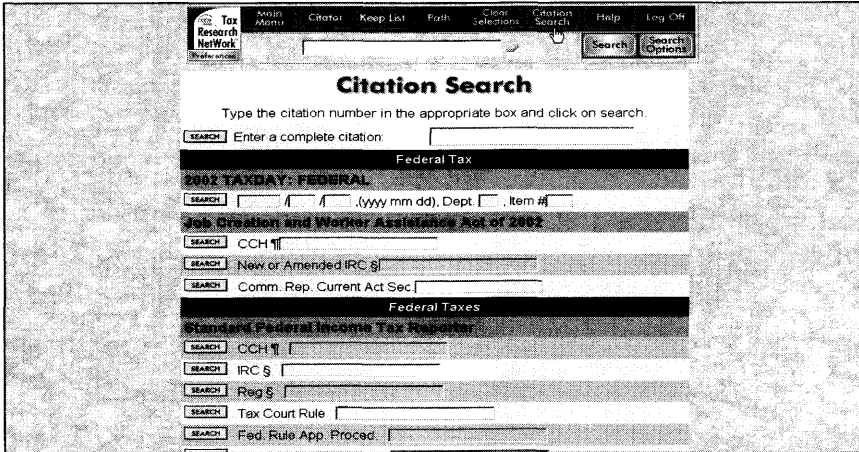 Tax Research NetWork
Preferences
Main Menu
Citator
Keep List
Path
Clear Selections
Citation Search
Help
Log Off
Search
Search Options
Citation Search
Type the citation number in the appropriate box and click on search.
SEARCH Enter a complete citation:
Federal Tax
2002 TAXDAY: FEDERAL
SEARCH / / ,(yyyy mm dd), Dept. , Item #
Job Creation and Worker Assistance Act of 2002
SEARCH CCH ¶
SEARCH New or Amended IRC §
SEARCH Comm. Rep. Current Act Sec.
Federal Taxes
Standard Federal Income Tax Reporter
SEARCH CCH ¶
SEARCH IRC §
SEARCH Reg §
SEARCH Tax Court Rule
SEARCH Fed. Rule App. Proced.